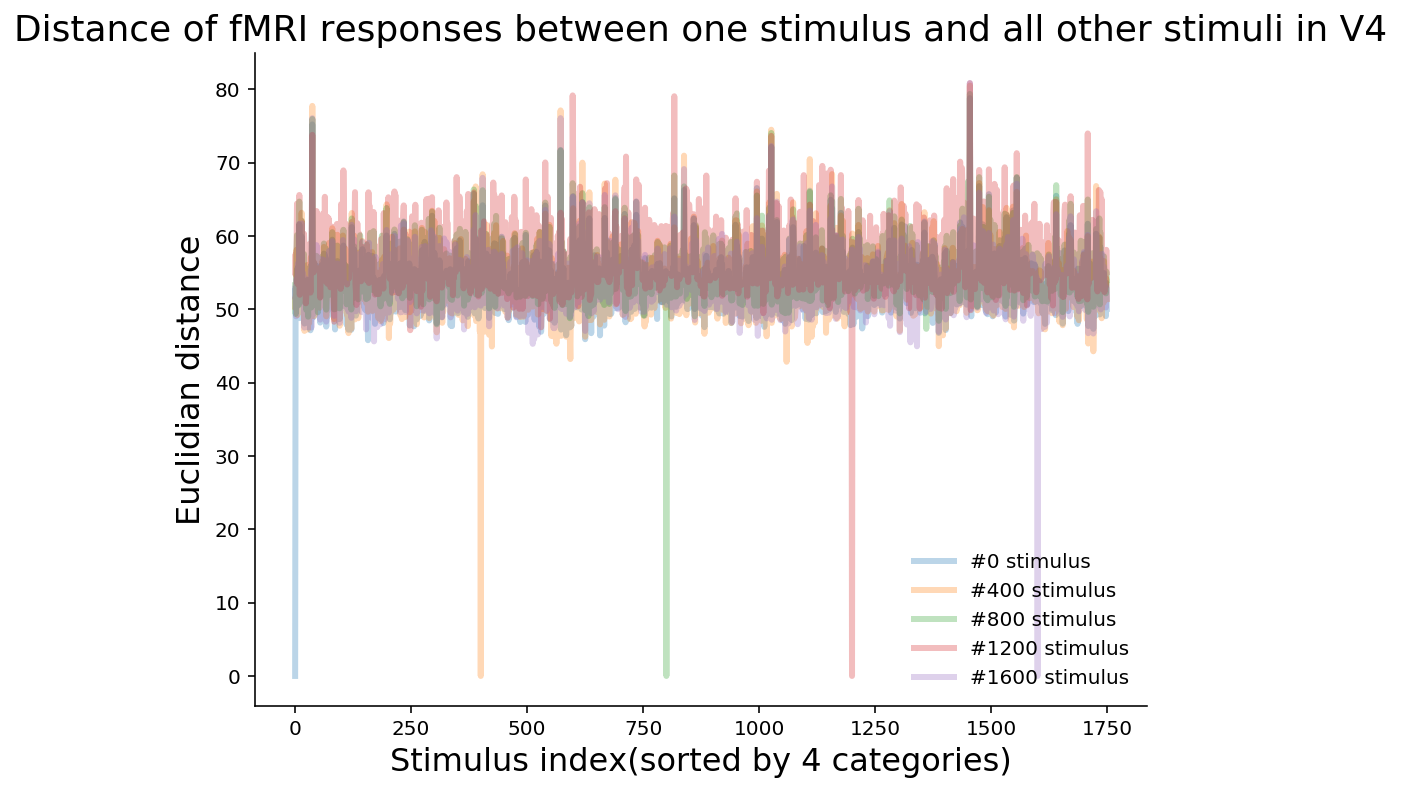 Distance of fMRI responses between one stimulus and all other stimuli in V4
80
70
60
50
40
30
20
10
0
Euclidian distance
#0 stimulus
#400 stimulus
#800 stimulus
#1200 stimulus
#1600 stimulus
0 250 500 750 1000 1250 1500 1750
Stimulus index(sorted by 4 categories)